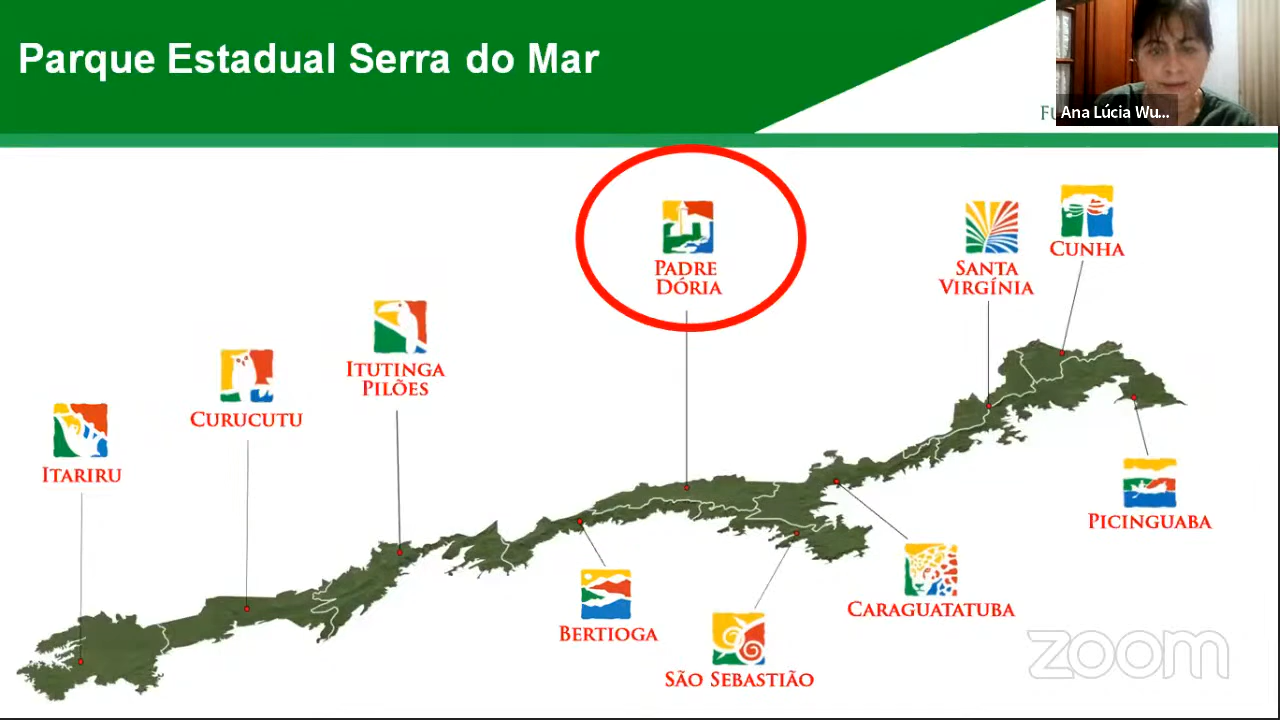 Parque Estadual Serra do Mar
Ana Lúcia Wu...
PADRE
DÓRIA
SANTA
VIRGÍNIA
CUNHA
ITUTINGA
PILÕES
CURUCUTU
ITARIRU
PICINGUABA
BERTIOGA
CARAGUATATUBA
SÃO SEBASTIÃO
zoom